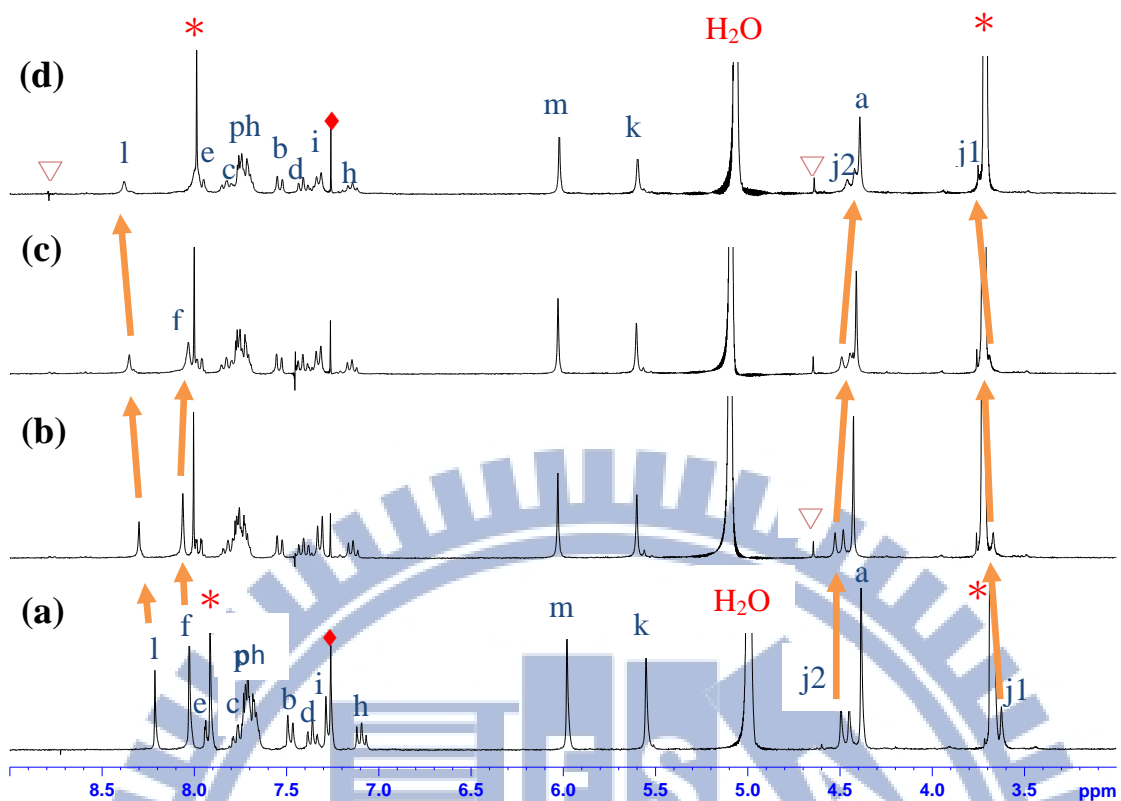 * H₂O *
(d) l e c ph b d i ♦ h m k j2 a j1
▽ ▽
(c) f
(b)
▽
(a) l f e * c ph b d i ♦ h m k H₂O j2 a * j1
8.5 8.0 7.5 7.0 6.5 6.0 5.5 5.0 4.5 4.0 3.5 ppm